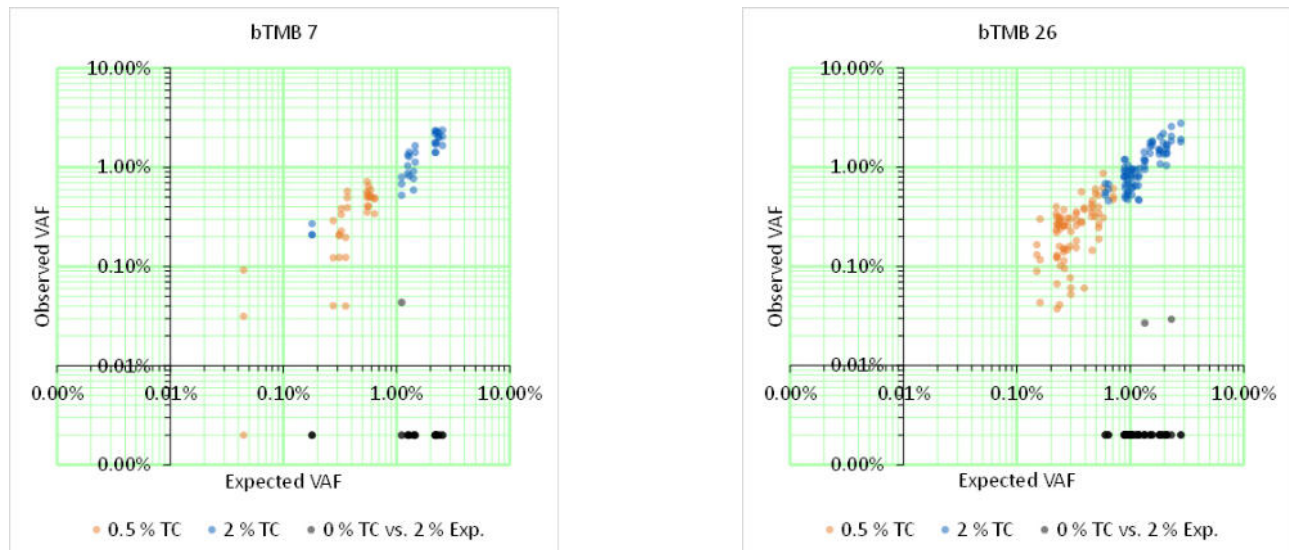 bTMB 7
10.00%
1.00%
0.10%
0.01%
0.00%
Observed VAF
0.00% 0.01% 0.10% 1.00% 10.00%
Expected VAF
0.5 % TC 2 % TC 0 % TC vs. 2 % Exp.
bTMB 26
10.00%
1.00%
0.10%
0.01%
0.00%
Observed VAF
0.00% 0.01% 0.10% 1.00% 10.00%
Expected VAF
0.5 % TC 2 % TC 0 % TC vs. 2 % Exp.